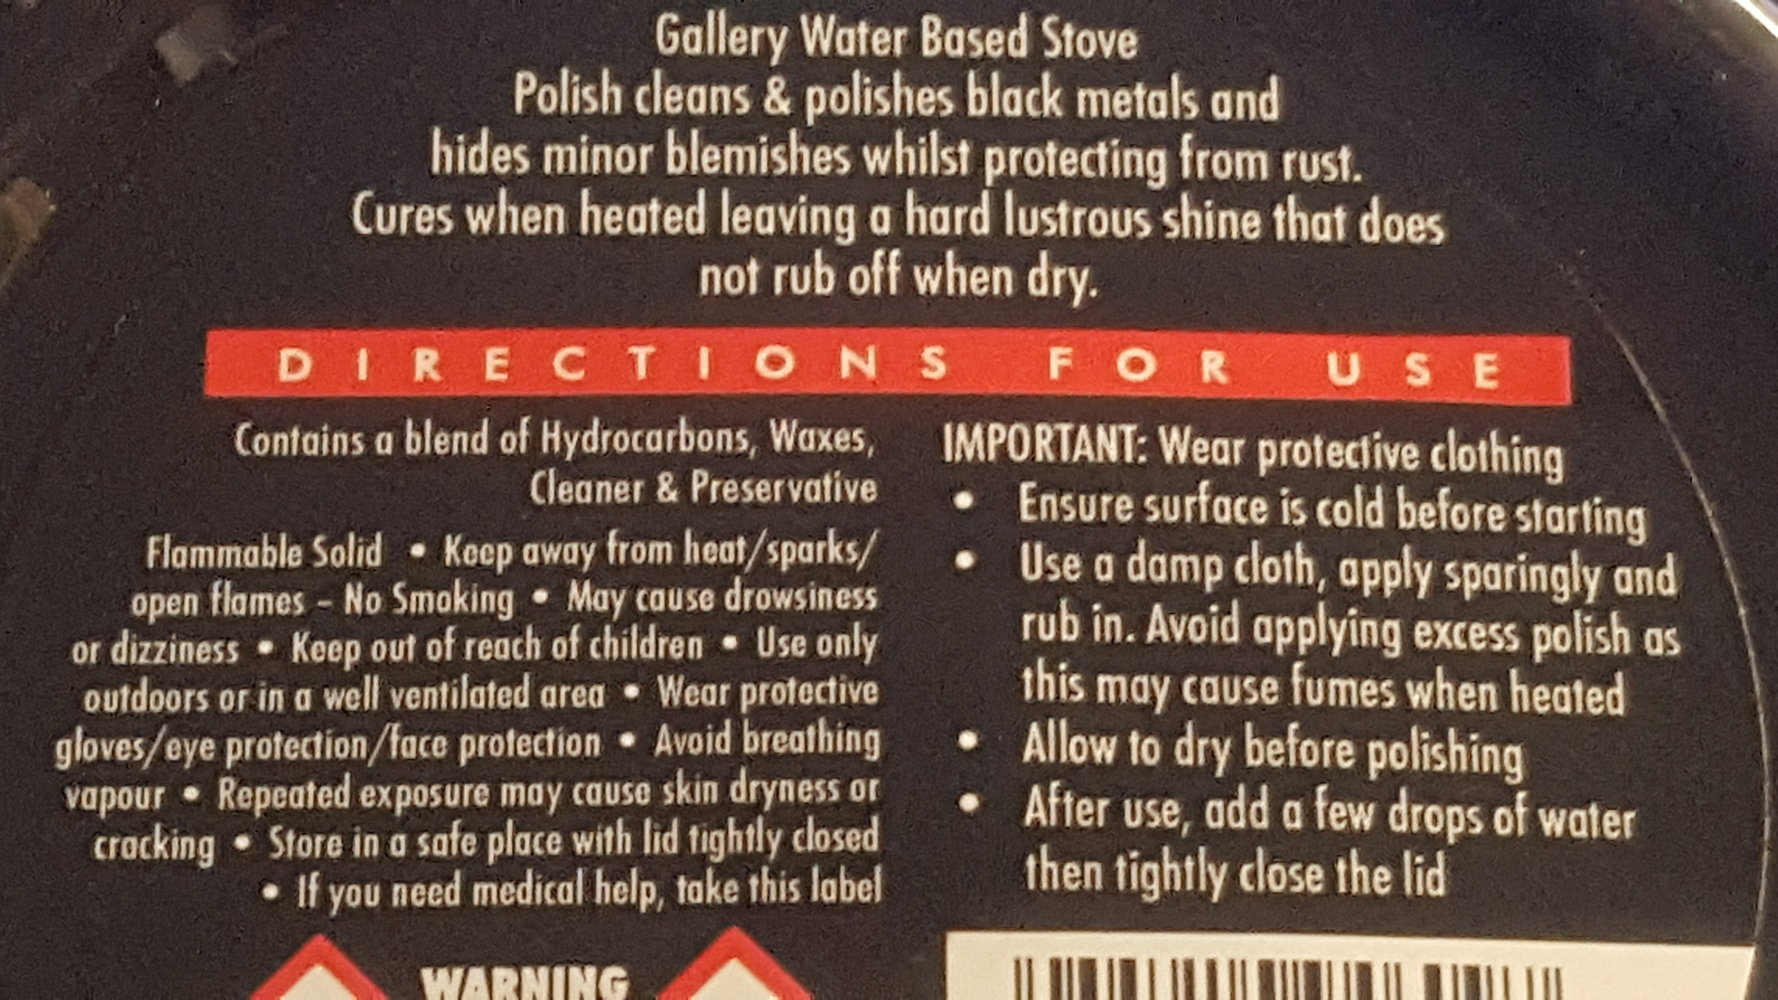 Gallery Water Based Stove
Polish cleans & polishes black metals and
hides minor blemishes whilst protecting from rust.
Cures when heated leaving a hard lustrous shine that does
not rub off when dry.
DIRECTIONS FOR USE
Contains a blend of Hydrocarbons, Waxes,
Cleaner & Preservative
Flammable Solid • Keep away from heat/sparks/
open flames – No Smoking • May cause drowsiness
or dizziness • Keep out of reach of children • Use only
outdoors or in a well ventilated area • Wear protective
gloves/eye protection/face protection • Avoid breathing
vapour • Repeated exposure may cause skin dryness or
cracking • Store in a safe place with lid tightly closed
• If you need medical help, take this label
WARNING
IMPORTANT: Wear protective clothing
• Ensure surface is cold before starting
• Use a damp cloth, apply sparingly and
rub in. Avoid applying excess polish as
this may cause fumes when heated
• Allow to dry before polishing
• After use, add a few drops of water
then tightly close the lid